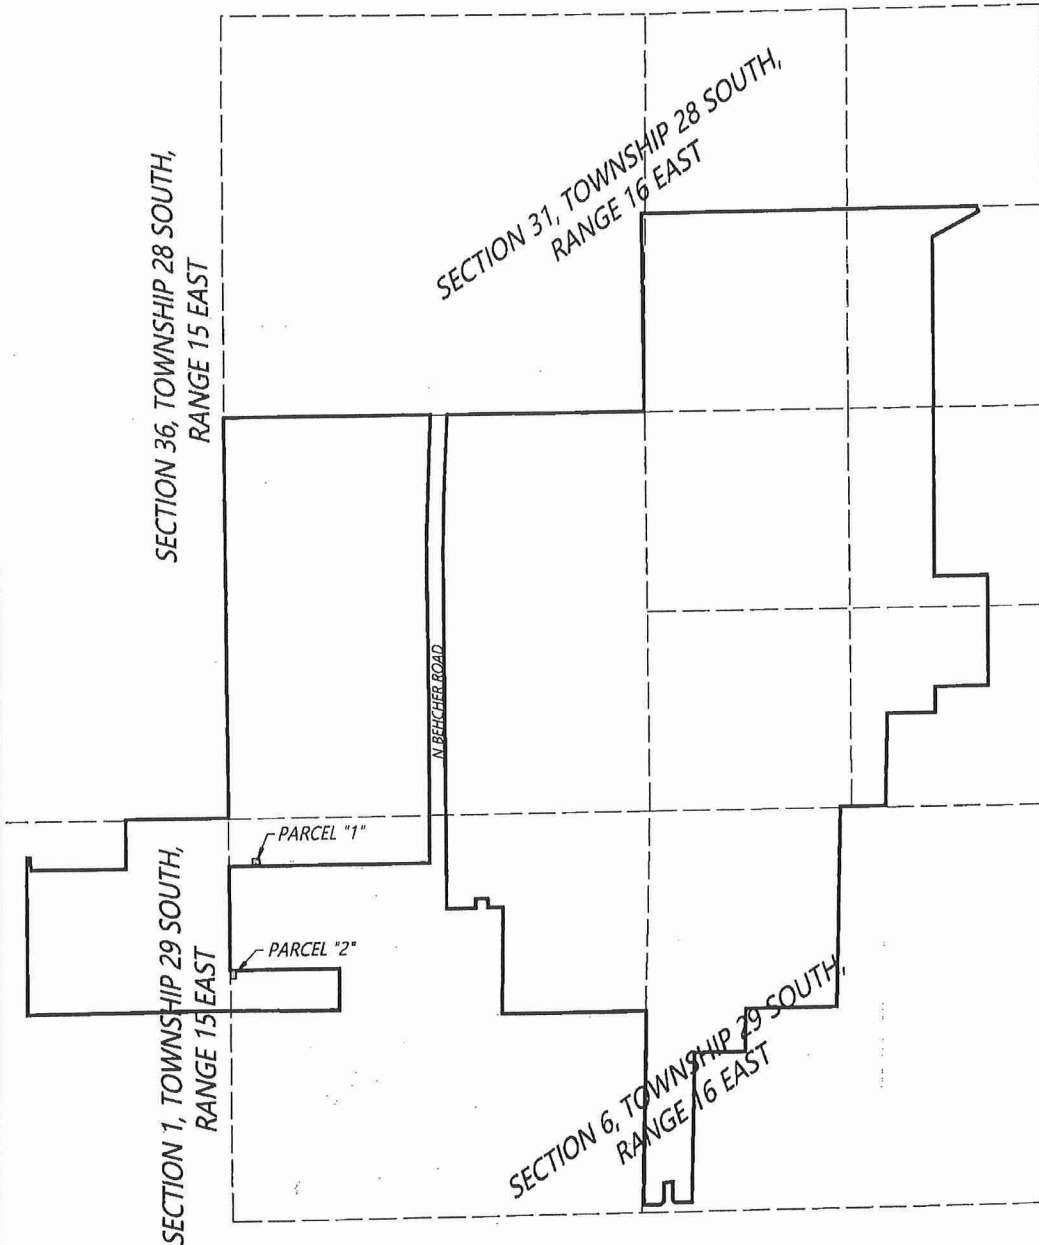 SECTION 31, TOWNSHIP 28 SOUTH,
RANGE 16 EAST
SECTION 36, TOWNSHIP 28 SOUTH,
RANGE 15 EAST
N BEHCHER ROAD
PARCEL "1"
PARCEL "2"
SECTION 1, TOWNSHIP 29 SOUTH,
RANGE 15 EAST
SECTION 6, TOWNSHIP 29 SOUTH,
RANGE 16 EAST